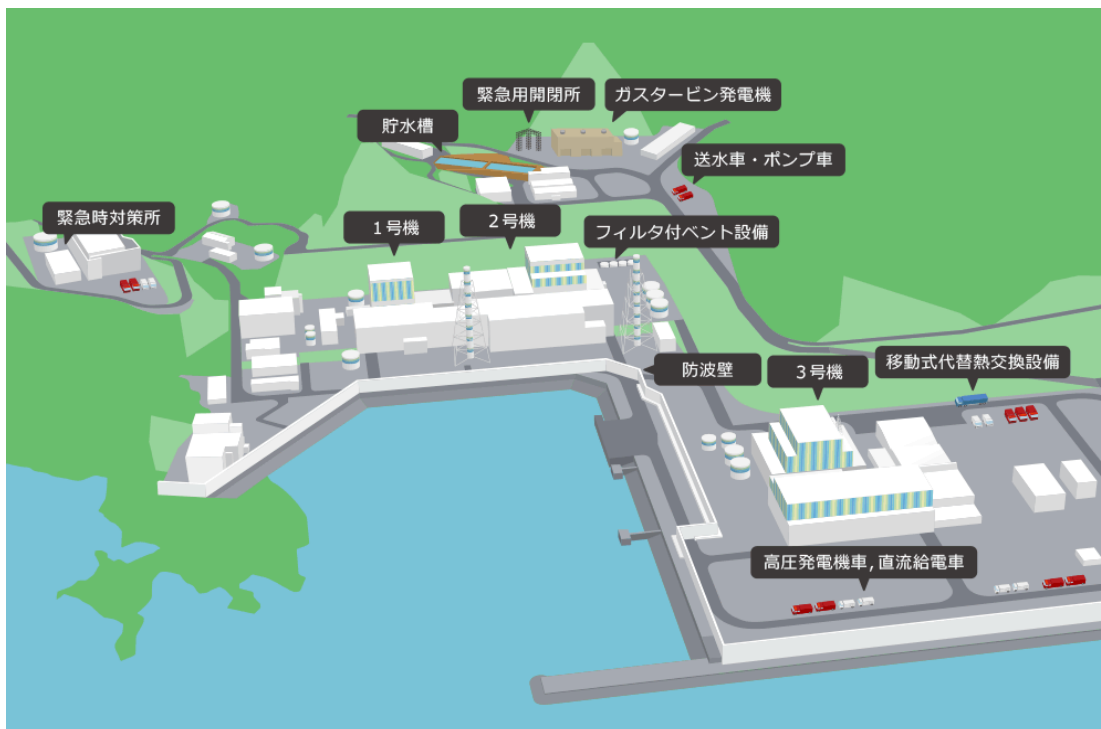 緊急用開閉所
ガスタービン発電機
貯水槽
送水車・ポンプ車
緊急時対策所
1号機
2号機
フィルタ付ベント設備
防波壁
3号機
移動式代替熱交換設備
高圧発電機車,直流給電車